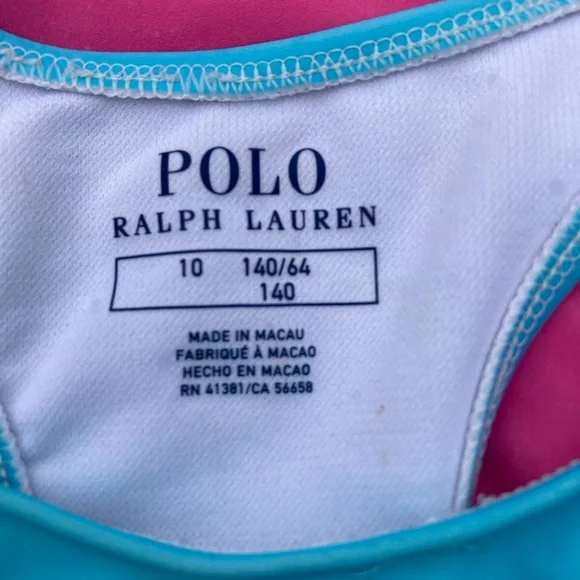 POLO
RALPH LAUREN
10 140/64
140
MADE IN MACAU
FABRIQUÉ À MACAO
HECHO EN MACAO
RN 41381/CA 56658